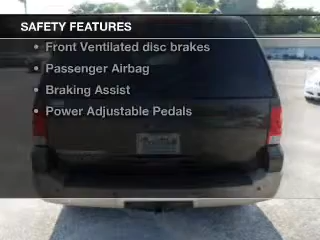 SAFETY FEATURES
• Front Ventilated disc brakes
• Passenger Airbag
• Braking Assist
• Power Adjustable Pedals